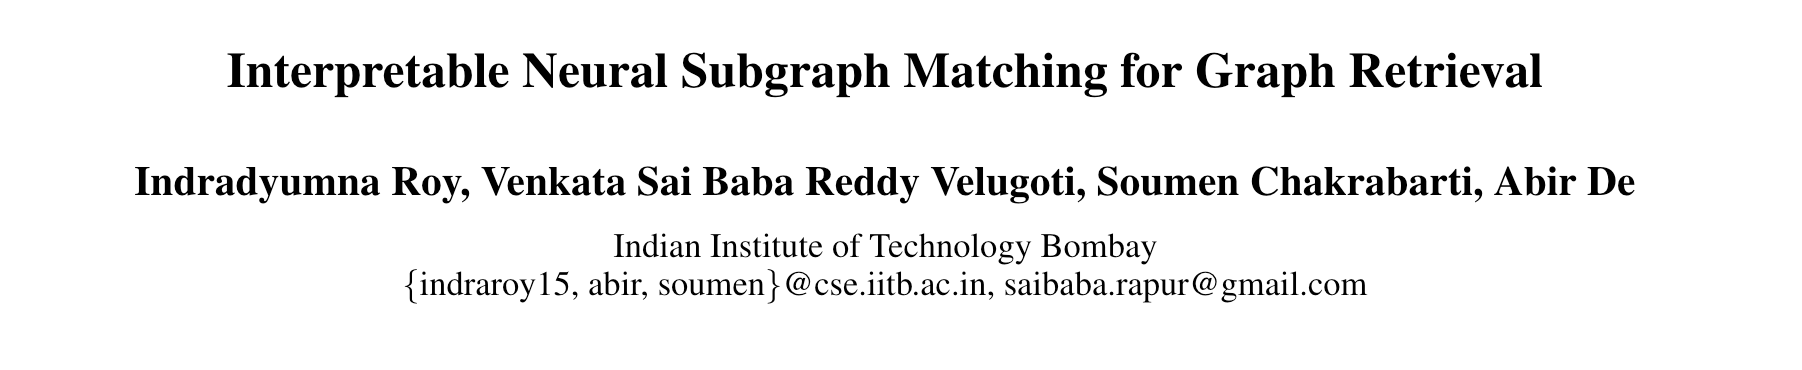 Interpretable Neural Subgraph Matching for Graph Retrieval
Indradyumna Roy, Venkata Sai Baba Reddy Velugoti, Soumen Chakrabarti, Abir De
Indian Institute of Technology Bombay
{indraroy15, abir, soumen}@cse.iitb.ac.in, saibaba.rapur@gmail.com